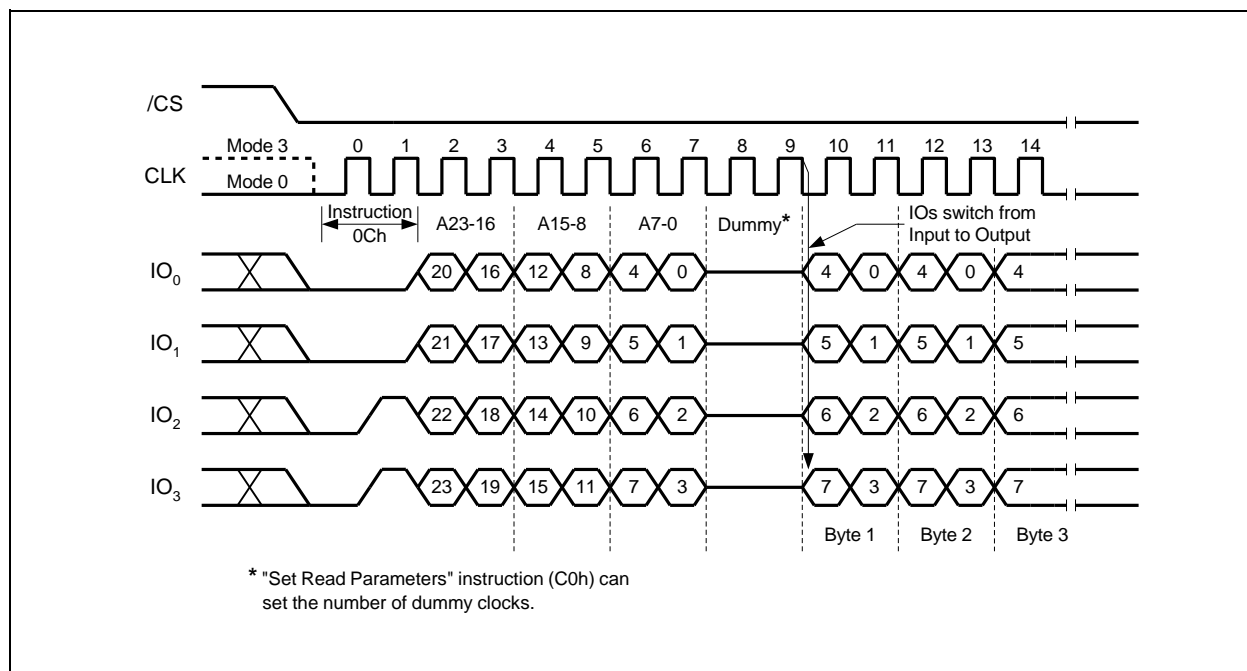 /CS
Mode 3 0 1 2 3 4 5 6 7 8 9 10 11 12 13 14
CLK
Mode 0
Instruction A23-16 A15-8 A7-0 Dummy* IOs switch from
0Ch Input to Output
IO0 20 16 12 8 4 0 4 0 4 0 4
IO1 21 17 13 9 5 1 5 1 5 1 5
IO2 22 18 14 10 6 2 6 2 6 2 6
IO3 23 19 15 11 7 3 7 3 7 3 7
Byte 1 Byte 2 Byte 3
* "Set Read Parameters" instruction (C0h) can
set the number of dummy clocks.